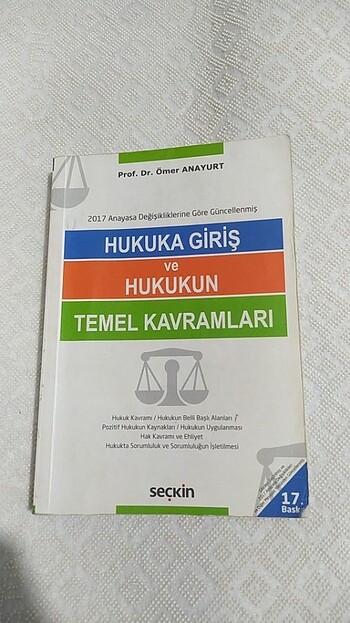 Prof. Dr. Ömer ANAYURT
2017 Anayasa Değişikliklerine Göre Güncellenmiş
HUKUKA GİRİŞ
ve
HUKUKUN
TEMEL KAVRAMLARI
Hukuk Kavramı / Hukukun Belli Başlı Alanları /
Pozitif Hukukun Kaynakları / Hukukun Uygulanması
Hak Kavramı ve Ehliyet
Hukukta Sorumluluk ve Sorumluluğun İşletilmesi
seçkin
17.
Baskı